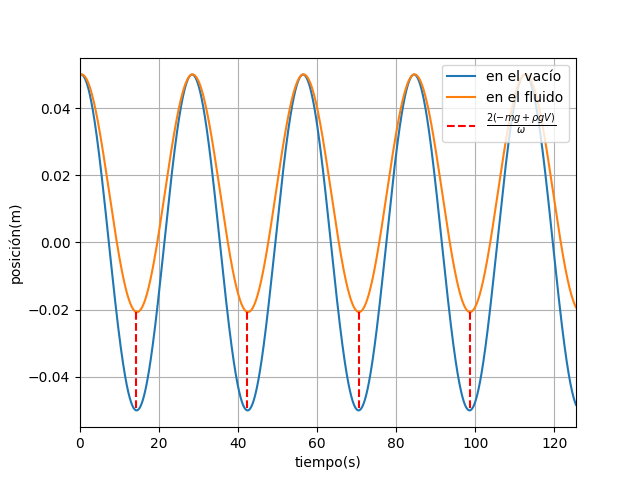 en el vacío
en el fluido
2(−mg + ρgV)
ω
0.04
0.02
0.00
−0.02
−0.04
posición(m)
0 20 40 60 80 100 120
tiempo(s)